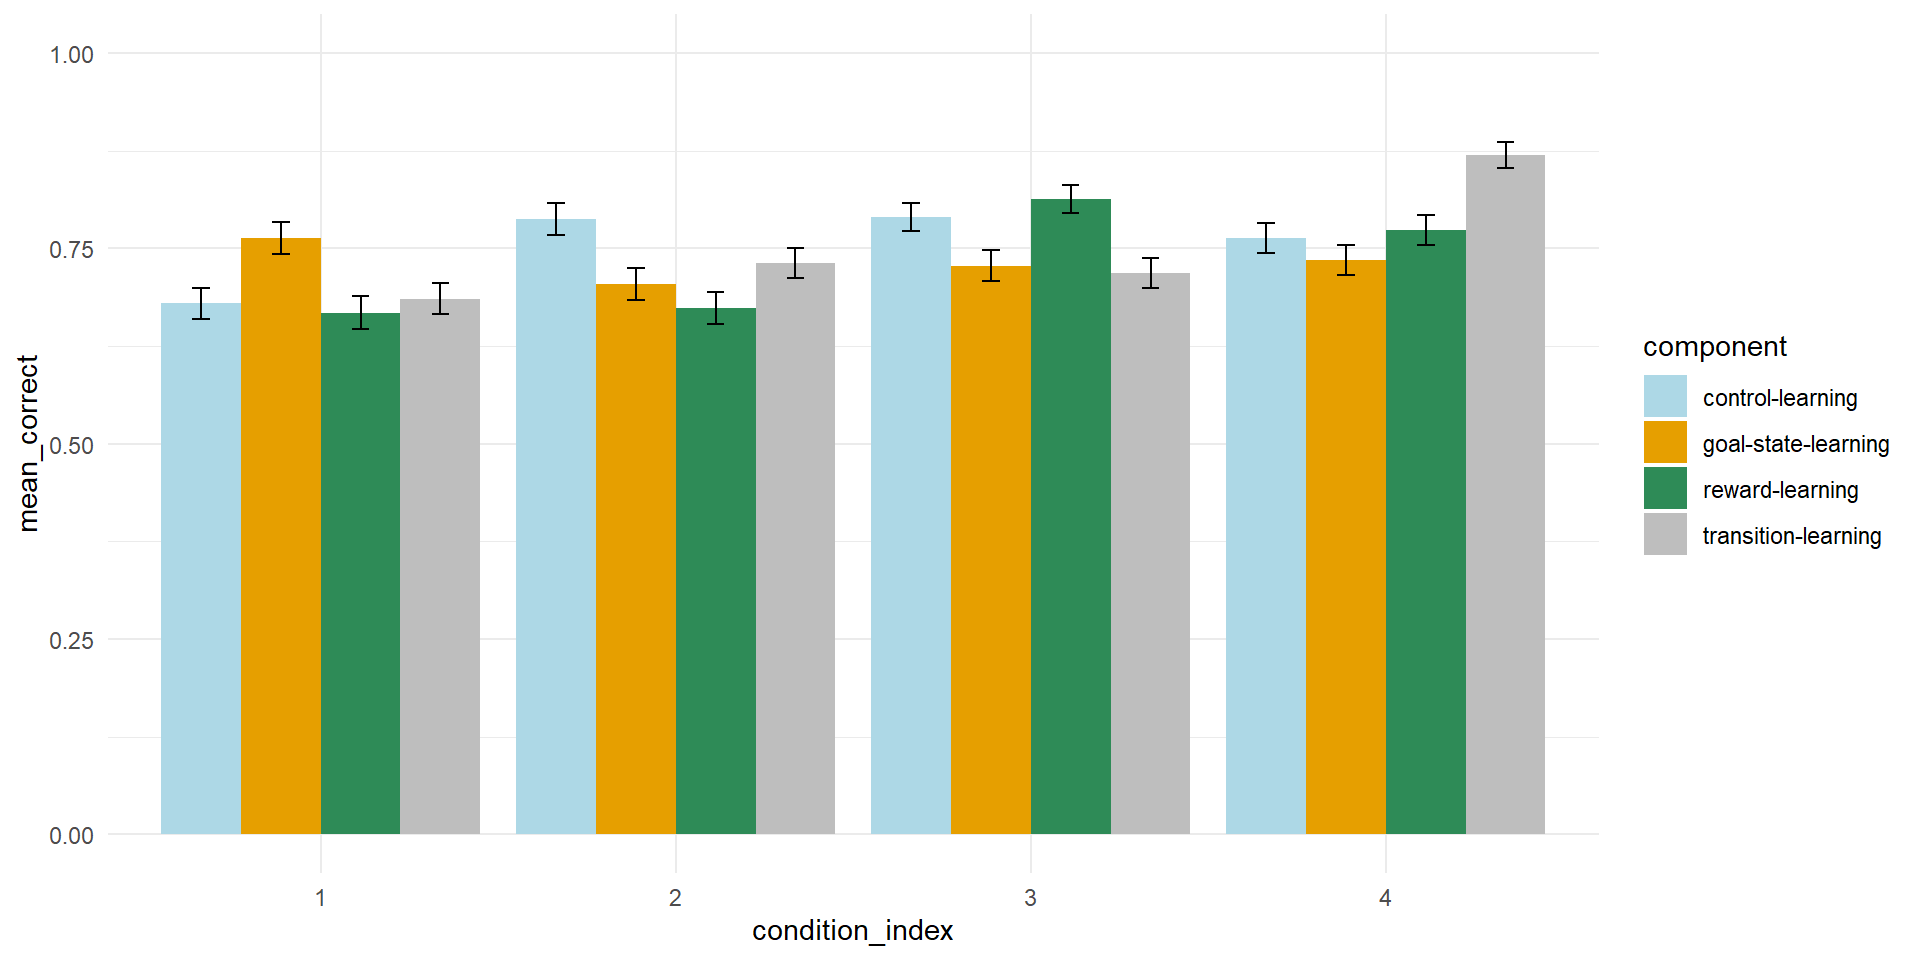 1.00
0.75
0.50
0.25
0.00
mean_correct
1 2 3 4
condition_index
component
control-learning
goal-state-learning
reward-learning
transition-learning